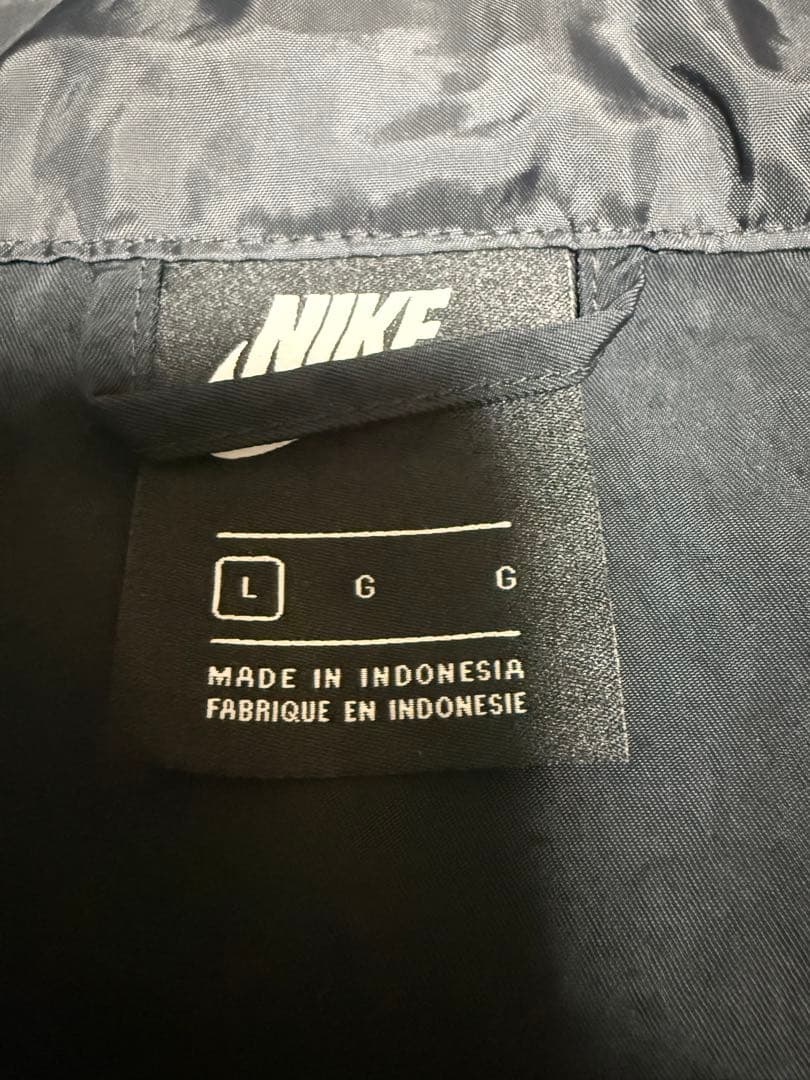 NIKE
L G G
MADE IN INDONESIA
FABRIQUE EN INDONESIE